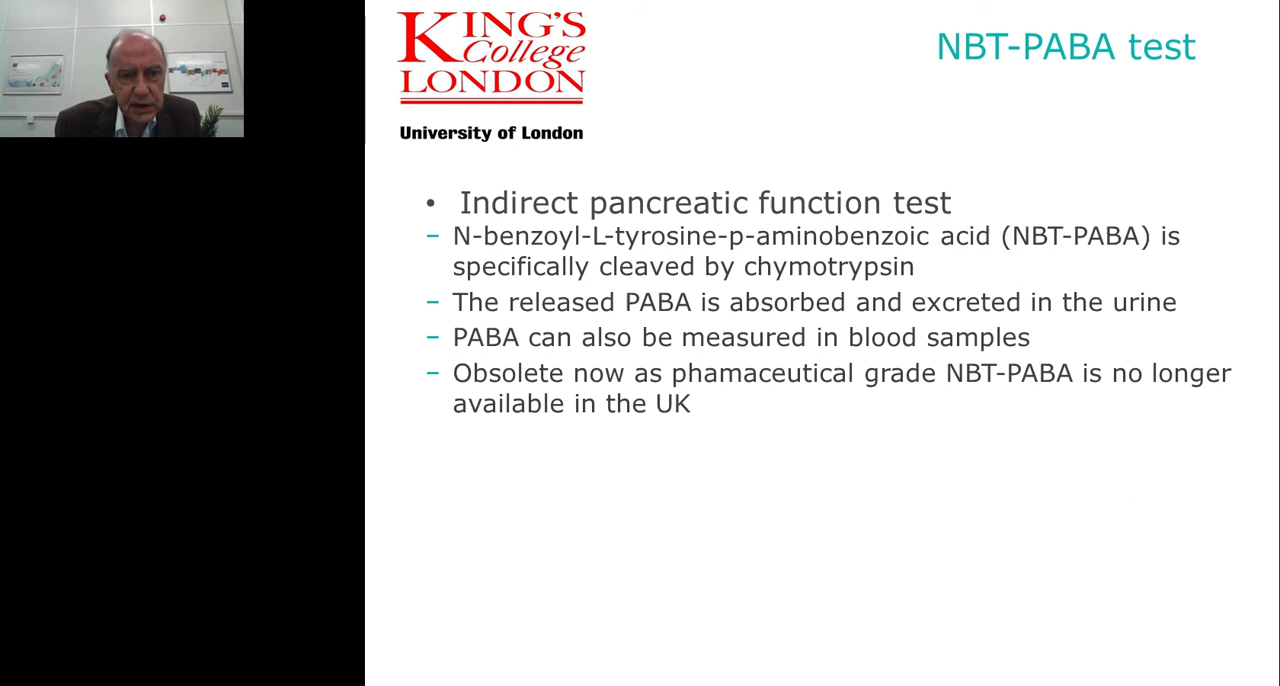 KING'S
College
LONDON
University of London
NBT-PABA test
• Indirect pancreatic function test
– N-benzoyl-L-tyrosine-p-aminobenzoic acid (NBT-PABA) is
specifically cleaved by chymotrypsin
– The released PABA is absorbed and excreted in the urine
– PABA can also be measured in blood samples
– Obsolete now as phamaceutical grade NBT-PABA is no longer
available in the UK